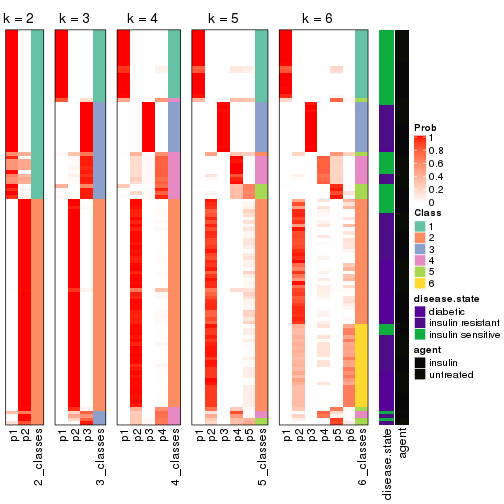 k = 2 k = 3 k = 4 k = 5 k = 6
Prob
1
0.8
0.6
0.4
0.2
0
Class
1
2
3
4
5
6
disease.state
diabetic
insulin resistant
insulin sensitive
agent
insulin
untreated
p1 p2 2_classes p1 p2 p3 3_classes p1 p2 p3 p4 4_classes p1 p2 p3 p4 p5 5_classes p1 p2 p3 p4 p5 p6 6_classes disease.state agent